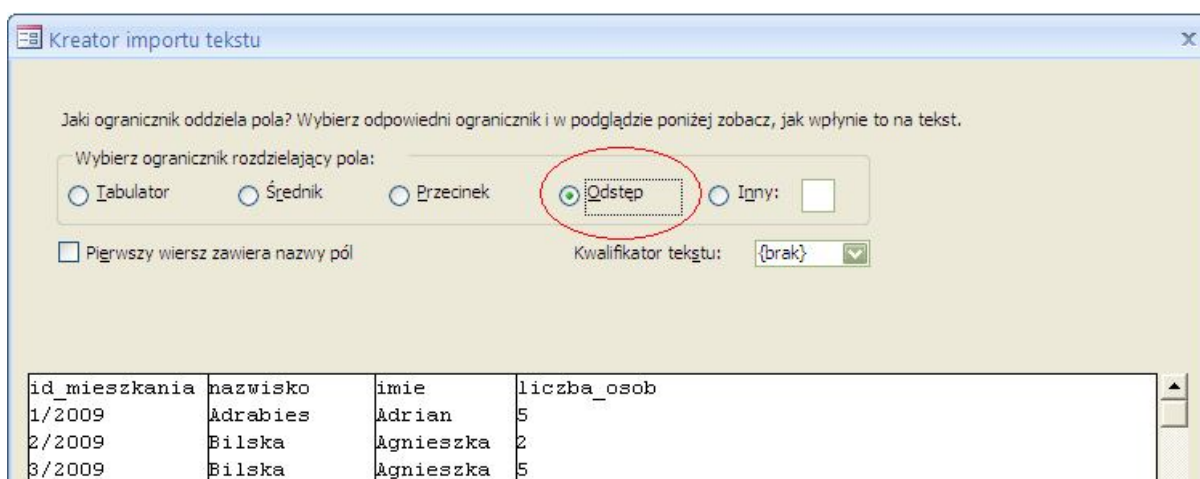 Kreator importu tekstu
Jaki ogranicznik oddziela pola? Wybierz odpowiedni ogranicznik i w podglądzie poniżej zobacz, jak wpłynie to na tekst.
Wybierz ogranicznik rozdzielający pola:
Tabulator Średnik Przecinek Odstęp Inny:
Pierwszy wiersz zawiera nazwy pól Kwalifikator tekstu: {brak}
id_mieszkania nazwisko imie liczba_osob
1/2009 Adrabies Adrian 5
2/2009 Bilska Agnieszka 2
3/2009 Bilska Agnieszka 5